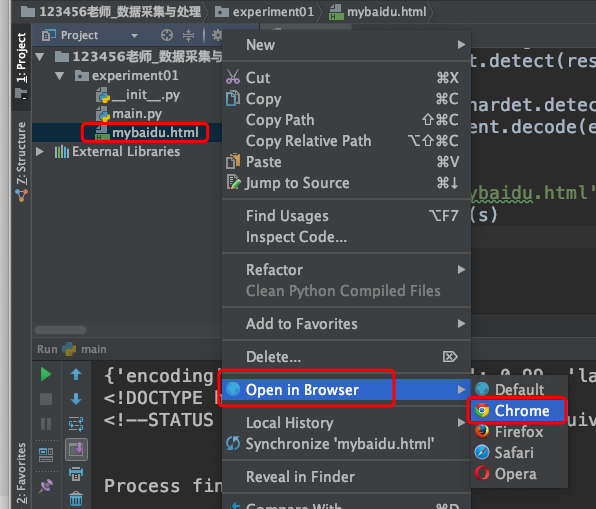 123456老师_数据采集与处理 experiment01 mybaidu.html
1: Project
Project
123456老师_数据采集与
experiment01
__init__.py
main.py
mybaidu.html
External Libraries
Z: Structure
2: Favorites
New
Cut ⌘X
Copy ⌘C
Copy Path ⇧⌘C
Copy Relative Path ⌥⇧⌘C
Paste ⌘V
Jump to Source ⌘↓
Find Usages ⌥F7
Inspect Code...
Refactor
Clean Python Compiled Files
Add to Favorites
Delete... ⌦
Open in Browser
Local History
Synchronize 'mybaidu.html'
Reveal in Finder
Compare With... ⌘D
Default
Chrome
Firefox
Safari
Opera
t.detect(res
hardet.detec
ent.decode(e
ybaidu.html'
(s)
Run main
{'encoding' : 0.99, 'la
<!DOCTYPE h
<!--STATUS uiv
Process fin